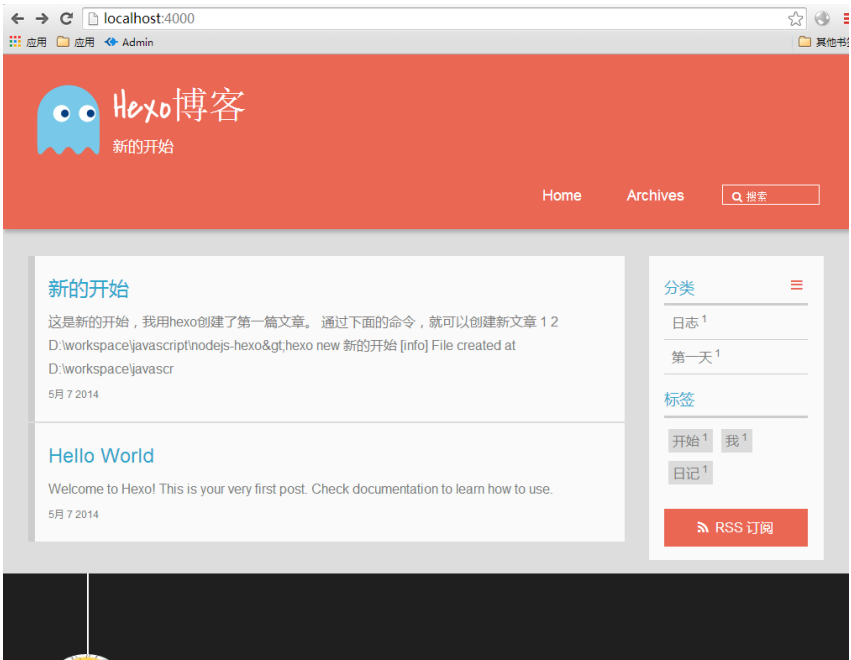 localhost:4000
应用
应用
Admin
其他书签
Hexo博客
新的开始
Home
Archives
搜索
新的开始
这是新的开始，我用hexo创建了第一篇文章。 通过下面的命令，就可以创建新文章 1 2
D:\workspace\javascript\nodejs-hexo&gt;hexo new 新的开始 [info] File created at
D:\workspace\javascr
5月 7 2014
Hello World
Welcome to Hexo! This is your very first post. Check documentation to learn how to use.
5月 7 2014
分类
日志 1
第一天 1
标签
开始 1 我 1
日记 1
RSS 订阅